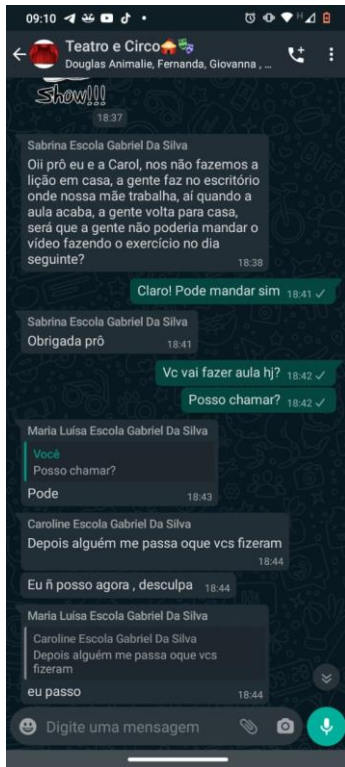 09:10
Teatro e Circo🎪🎭
Douglas Animalie, Fernanda, Giovanna , ...
Show!!!
18:37
Sabrina Escola Gabriel Da Silva
Oii prô eu e a Carol, nos não fazemos a
lição em casa, a gente faz no escritório
onde nossa mãe trabalha, aí quando a
aula acaba, a gente volta para casa,
será que a gente não poderia mandar o
vídeo fazendo o exercício no dia
seguinte?
18:38
Claro! Pode mandar sim 18:41
Sabrina Escola Gabriel Da Silva
Obrigada prô
18:41
Vc vai fazer aula hj? 18:42
Posso chamar? 18:42
Maria Luísa Escola Gabriel Da Silva
Você
Posso chamar?
Pode
18:43
Caroline Escola Gabriel Da Silva
Depois alguém me passa oque vcs fizeram
18:44
Eu ñ posso agora , desculpa 18:44
Maria Luísa Escola Gabriel Da Silva
Caroline Escola Gabriel Da Silva
Depois alguém me passa oque vcs
fizeram
eu passo
18:44
Digite uma mensagem